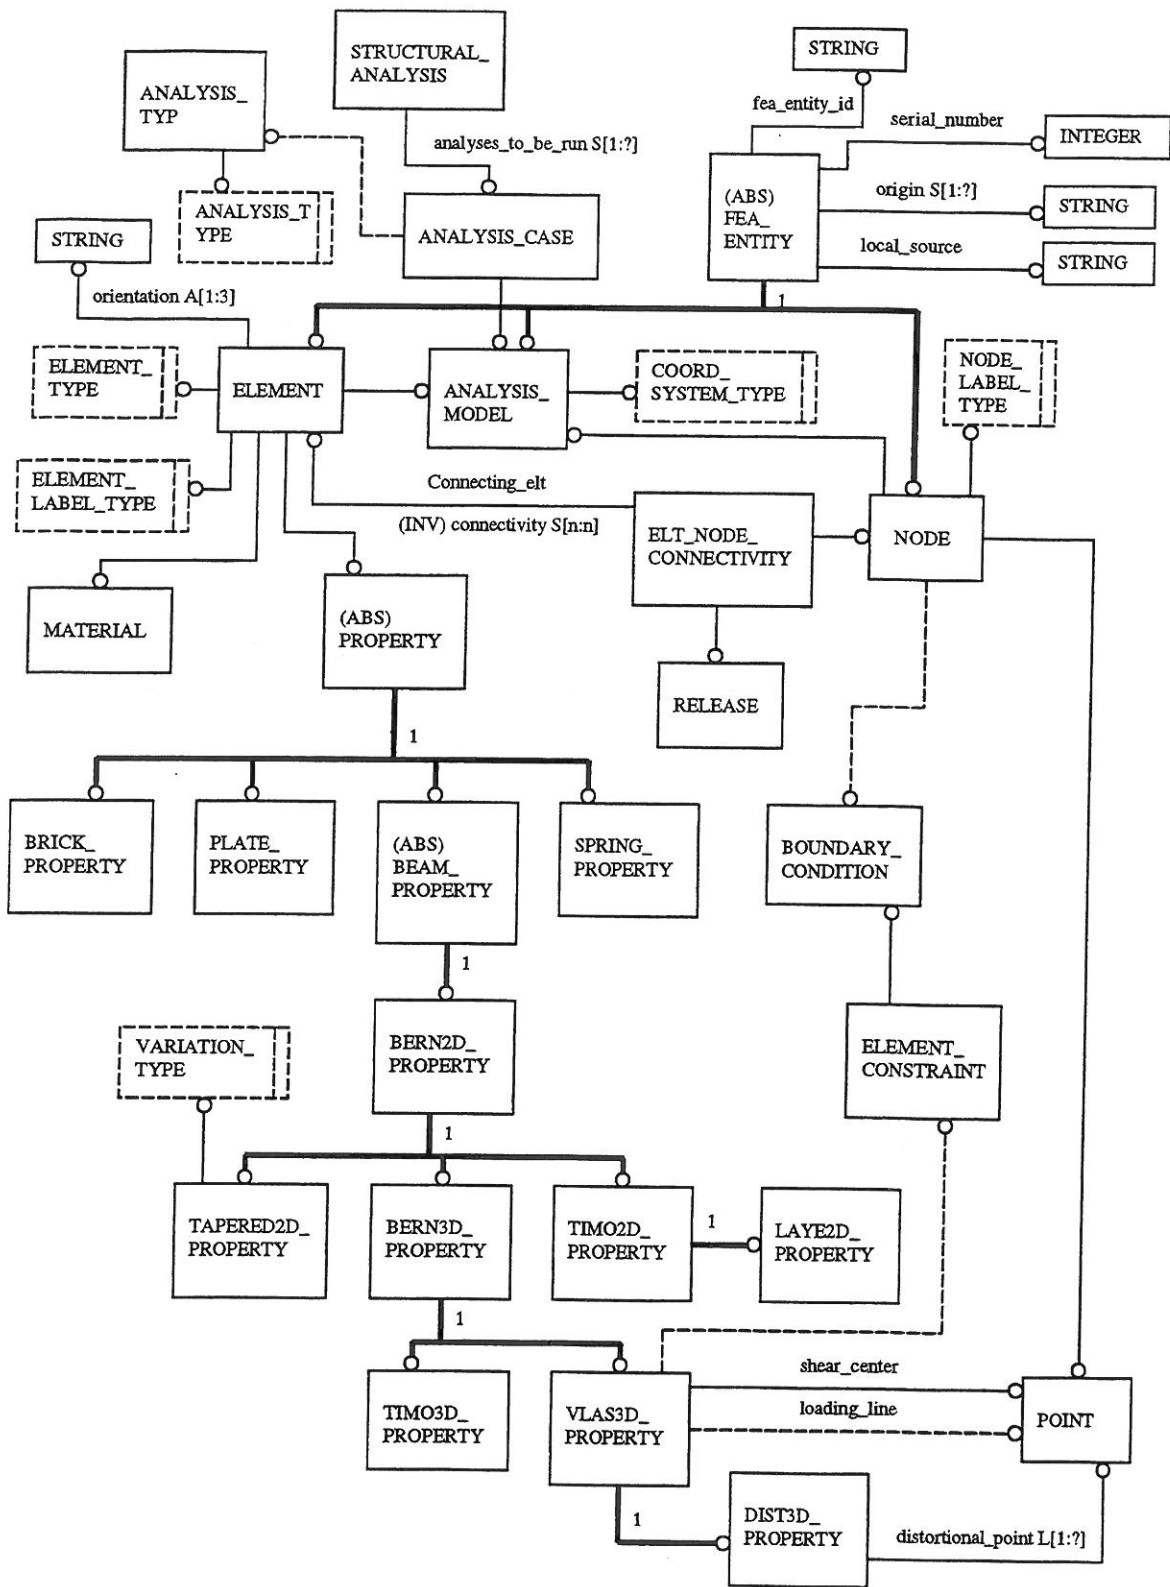 STRING
STRUCTURAL_
ANALYSIS
ANALYSIS_
TYP
fea_entity_id
serial_number
INTEGER
analyses_to_be_run S[1:?]
(ABS)
FEA_
ENTITY
origin S[1:?]
STRING
ANALYSIS_T
YPE
STRING
ANALYSIS_CASE
local_source
STRING
orientation A[1:3]
1
ELEMENT_
TYPE
ELEMENT
ANALYSIS_
MODEL
COORD_
SYSTEM_TYPE
NODE_
LABEL_
TYPE
ELEMENT_
LABEL_TYPE
Connecting_elt
(INV) connectivity S[n:n]
ELT_NODE_
CONNECTIVITY
NODE
MATERIAL
(ABS)
PROPERTY
RELEASE
1
BRICK_
PROPERTY
PLATE_
PROPERTY
(ABS)
BEAM_
PROPERTY
SPRING_
PROPERTY
BOUNDARY_
CONDITION
1
VARIATION_
TYPE
BERN2D_
PROPERTY
ELEMENT_
CONSTRAINT
1
TAPERED2D_
PROPERTY
BERN3D_
PROPERTY
TIMO2D_
PROPERTY
1
LAYE2D_
PROPERTY
1
TIMO3D_
PROPERTY
VLAS3D_
PROPERTY
shear_center
loading_line
POINT
1
DIST3D_
PROPERTY
distortional_point L[1:?]